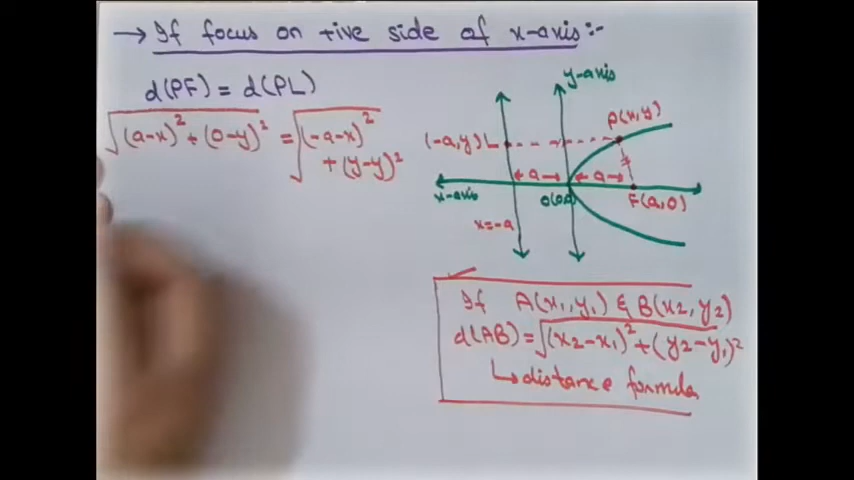 → If focus on +ive side of x-axis:-
d(PF) = d(PL)
√(a-x)² + (0-y)² = √(-a-x)²
+ (y-y)²
y-axis
P(x,y)
(-a,y) L
a a
x-axis O(0,0) F(a,0)
x=-a
If A(x₁,y₁) & B(x₂,y₂)
d(AB) = √(x₂-x₁)² + (y₂-y₁)²
↳ distance formula